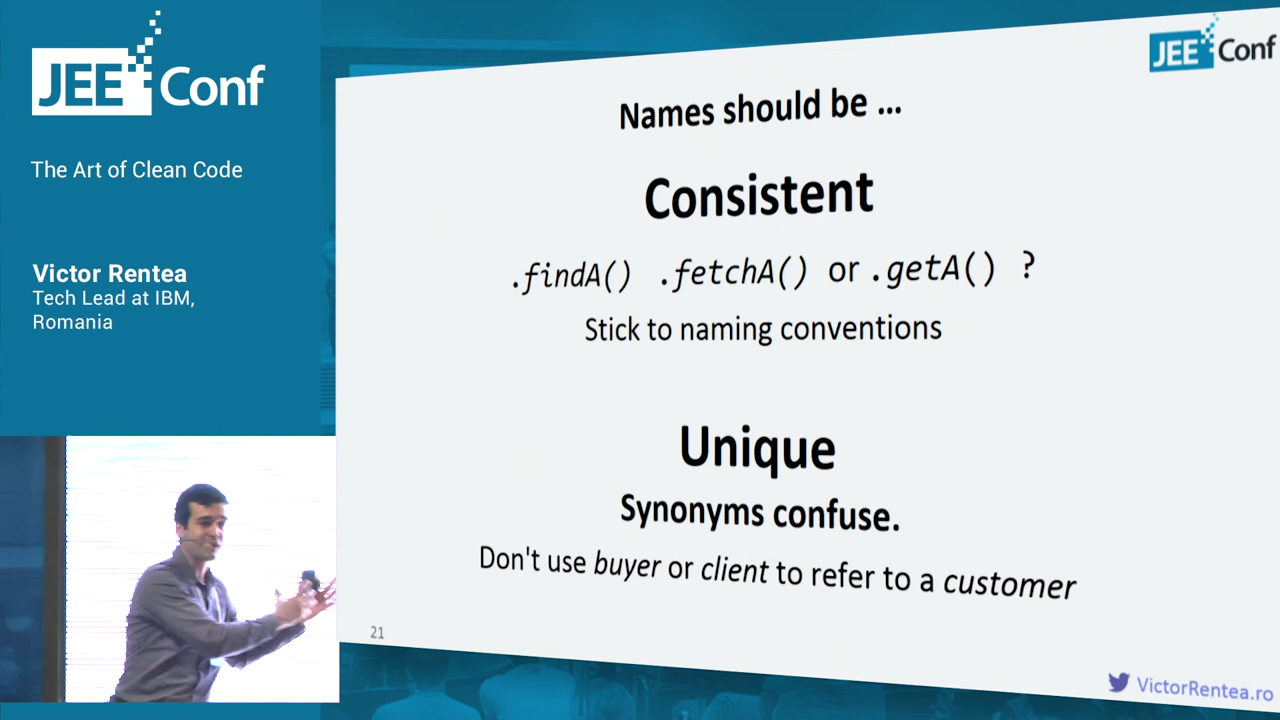 JEE Conf
The Art of Clean Code
Victor Rentea
Tech Lead at IBM,
Romania
JEE Conf
Names should be ...
Consistent
.findA() .fetchA() or .getA() ?
Stick to naming conventions
Unique
Synonyms confuse.
Don't use buyer or client to refer to a customer
21
VictorRentea.ro